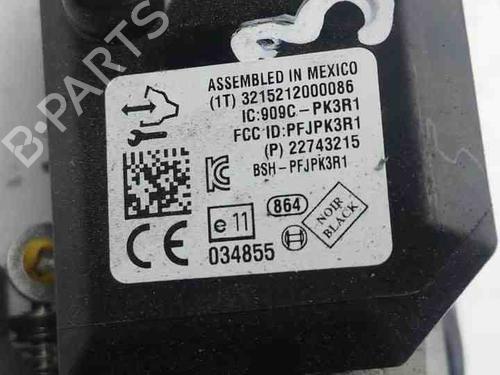 ASSEMBLED IN MEXICO
(1T) 3215212000086
IC:909C-PK3R1
FCC ID:PFJPK3R1
(P) 22743215
BSH-PFJPK3R1
e 11
864
NOIR
BLACK
CE
034855
B-PARTS